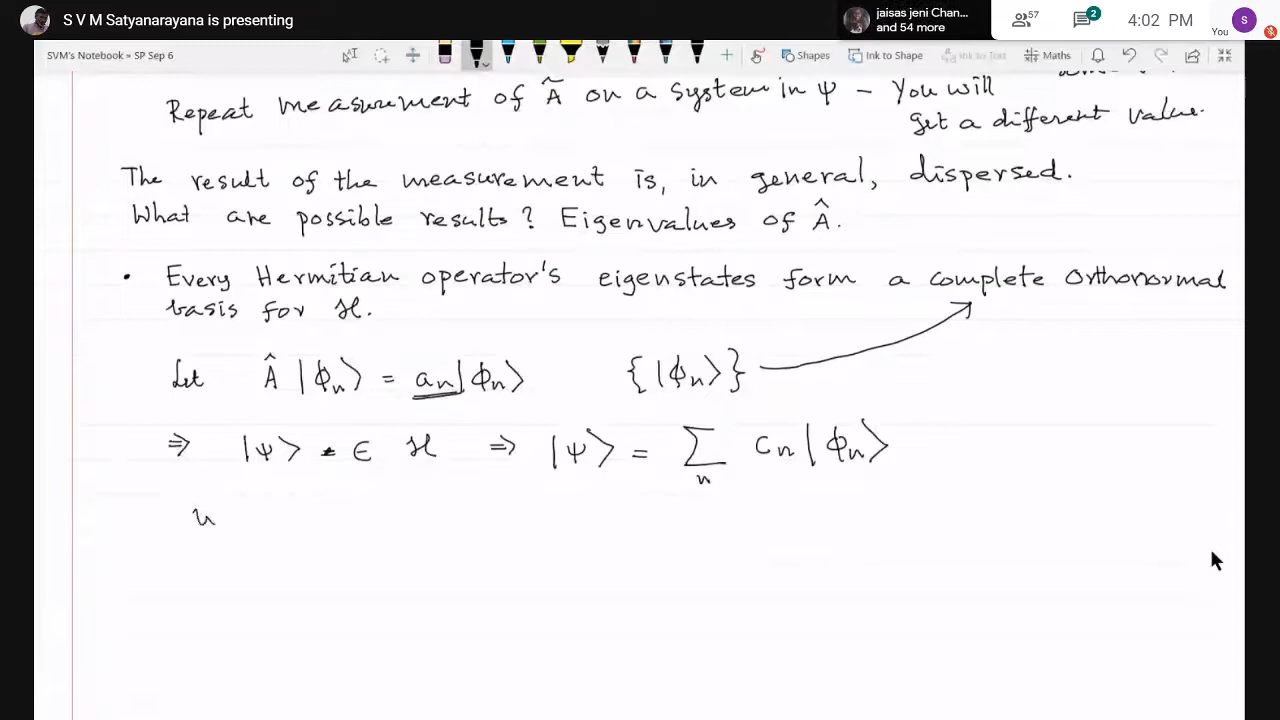 S V M Satyanarayana is presenting
jaisas jeni Chan...
and 54 more
57
2
4:02 PM
S
You
SVM's Notebook » SP Sep 6
Shapes
Ink to Shape
Ink to Text
Maths
Repeat measurement of Ã on a system in ψ – You will
get a different value.
The result of the measurement is, in general, dispersed.
What are possible results? Eigenvalues of Â.
• Every Hermitian operator's eigenstates form a complete orthonormal
basis for ℋ.
Let Â |ϕn⟩ = an|ϕn⟩ {|ϕn⟩}
⇒ |ψ⟩ ∈ ℋ ⇒ |ψ⟩ = ∑n cn|ϕn⟩